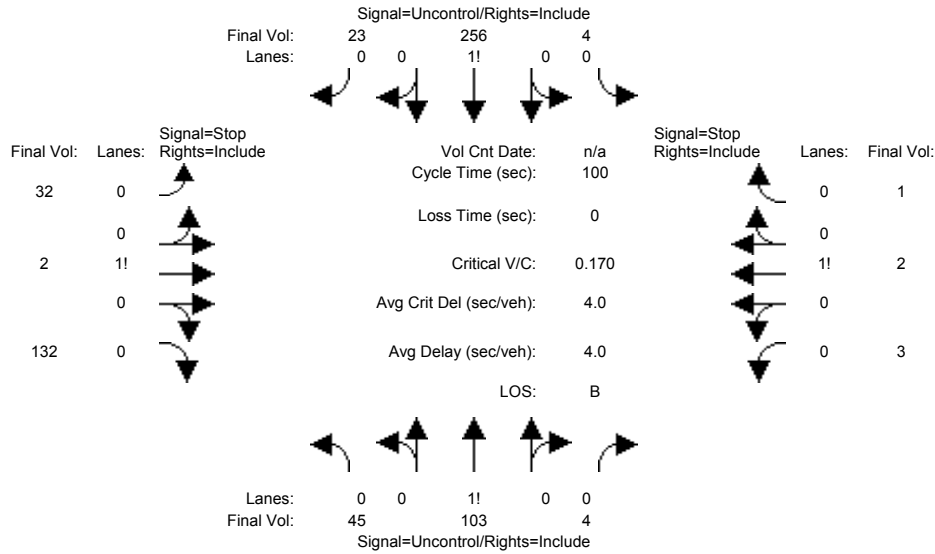 Signal=Uncontrol/Rights=Include
Final Vol: 23 256 4
Lanes: 0 0 1! 0 0
Signal=Stop Signal=Stop
Final Vol: Lanes: Rights=Include Vol Cnt Date: n/a Rights=Include Lanes: Final Vol:
Cycle Time (sec): 100
32 0 0 1
Loss Time (sec): 0
0 0
2 1! Critical V/C: 0.170 1! 2
0 Avg Crit Del (sec/veh): 4.0 0
132 0 Avg Delay (sec/veh): 4.0 0 3
LOS: B
Lanes: 0 0 1! 0 0
Final Vol: 45 103 4
Signal=Uncontrol/Rights=Include